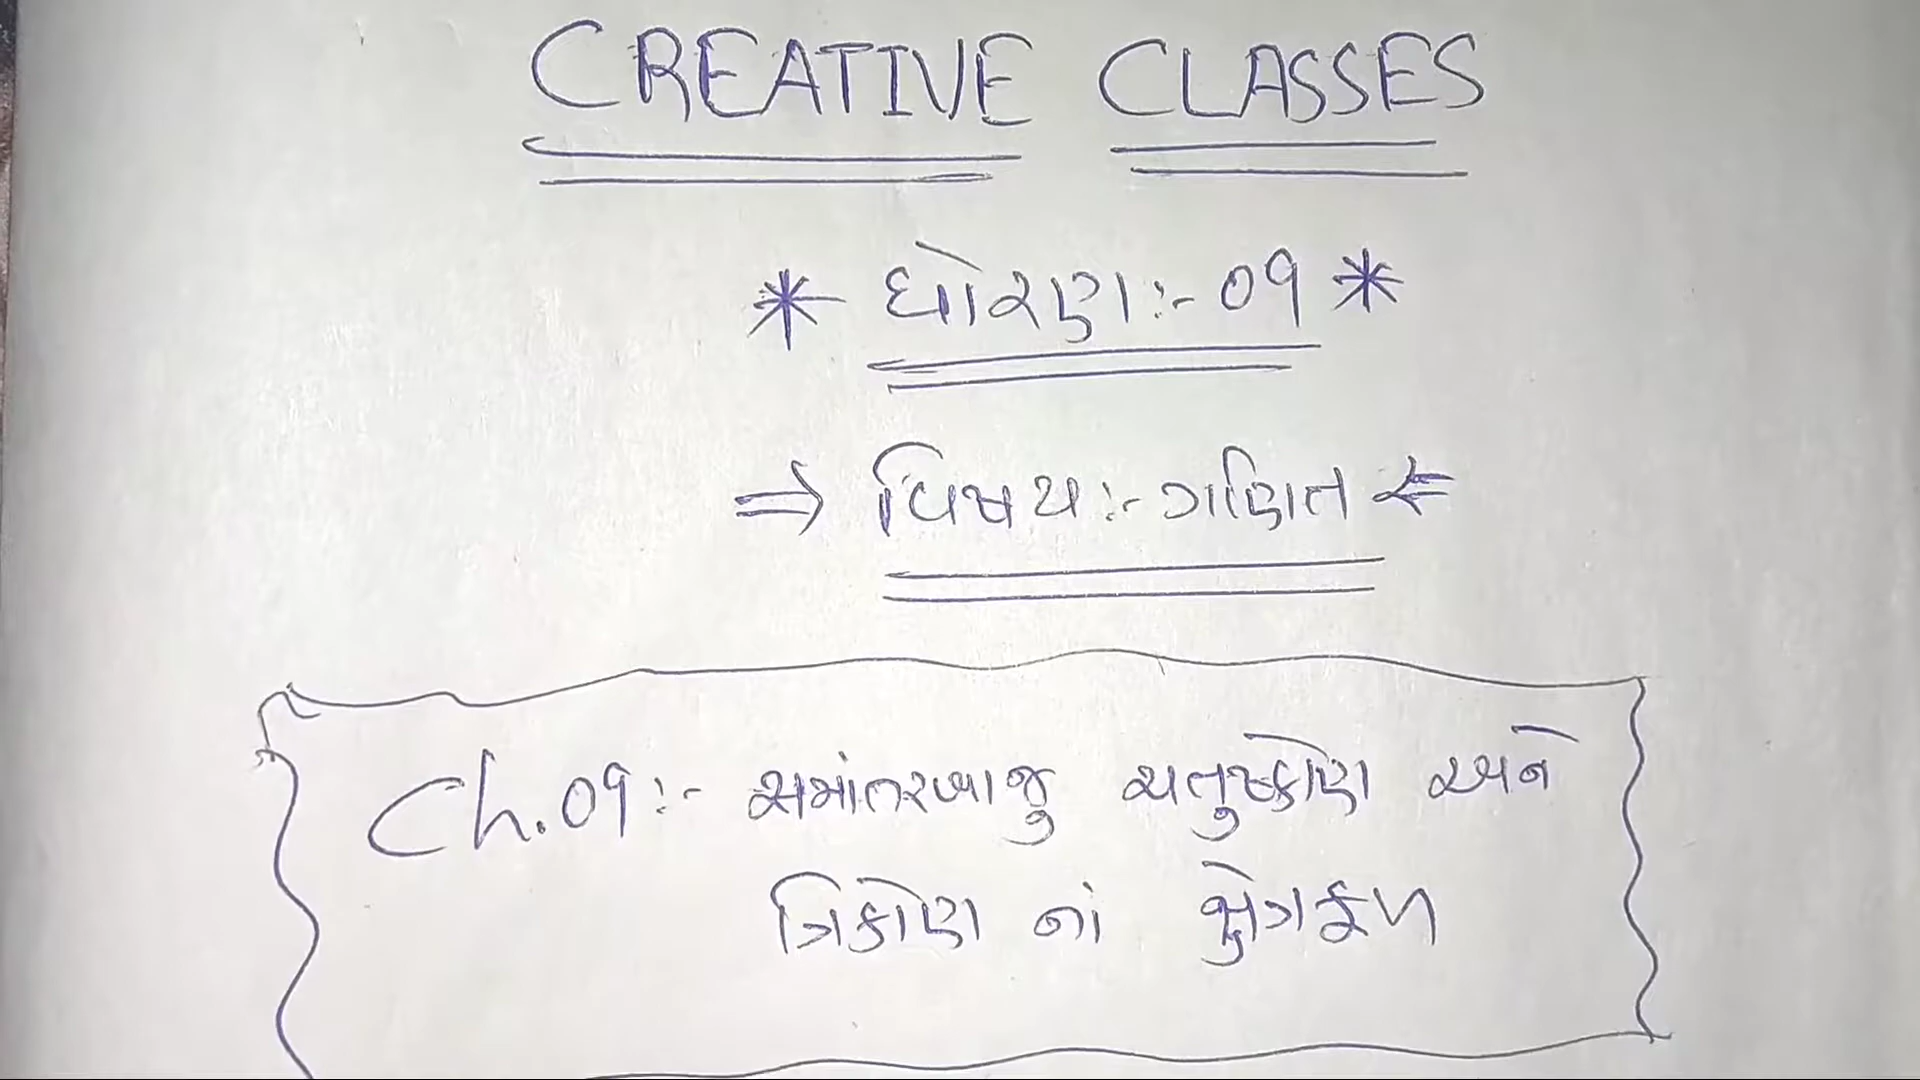 CREATIVE CLASSES
* ધોરણ:- 09 *
⇒ વિષય:- ગણિત ⇐
Ch.09:- સમાંતરબાજુ ચતુષ્કોણ અને
ત્રિકોણ નાં ક્ષેત્રફળ